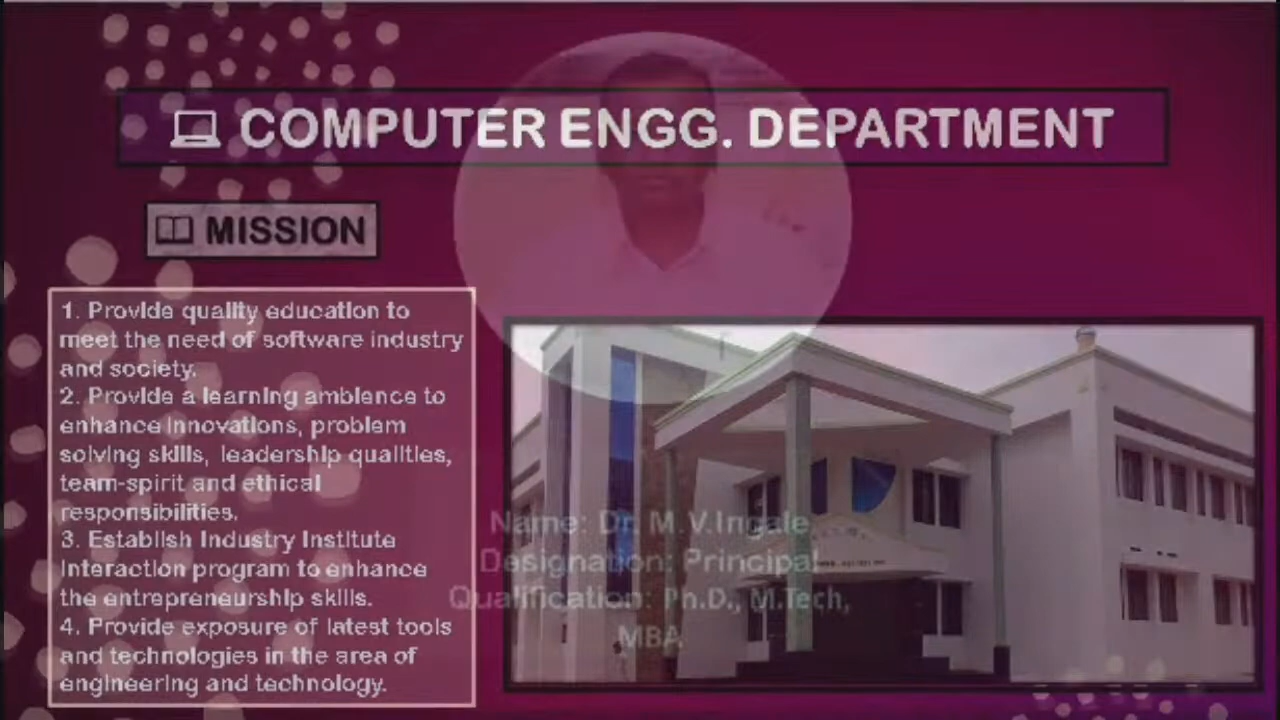 COMPUTER ENGG. DEPARTMENT
MISSION
1. Provide quality education to
meet the need of software industry
and society.
2. Provide a learning ambience to
enhance innovations, problem
solving skills, leadership qualities,
team-spirit and ethical
responsibilities.
3. Establish Industry Institute
Interaction program to enhance
the entrepreneurship skills.
4. Provide exposure of latest tools
and technologies in the area of
engineering and technology.
Name: Dr. M.V.Ingale
Designation: Principal
Qualification: Ph.D., M.Tech,
MBA